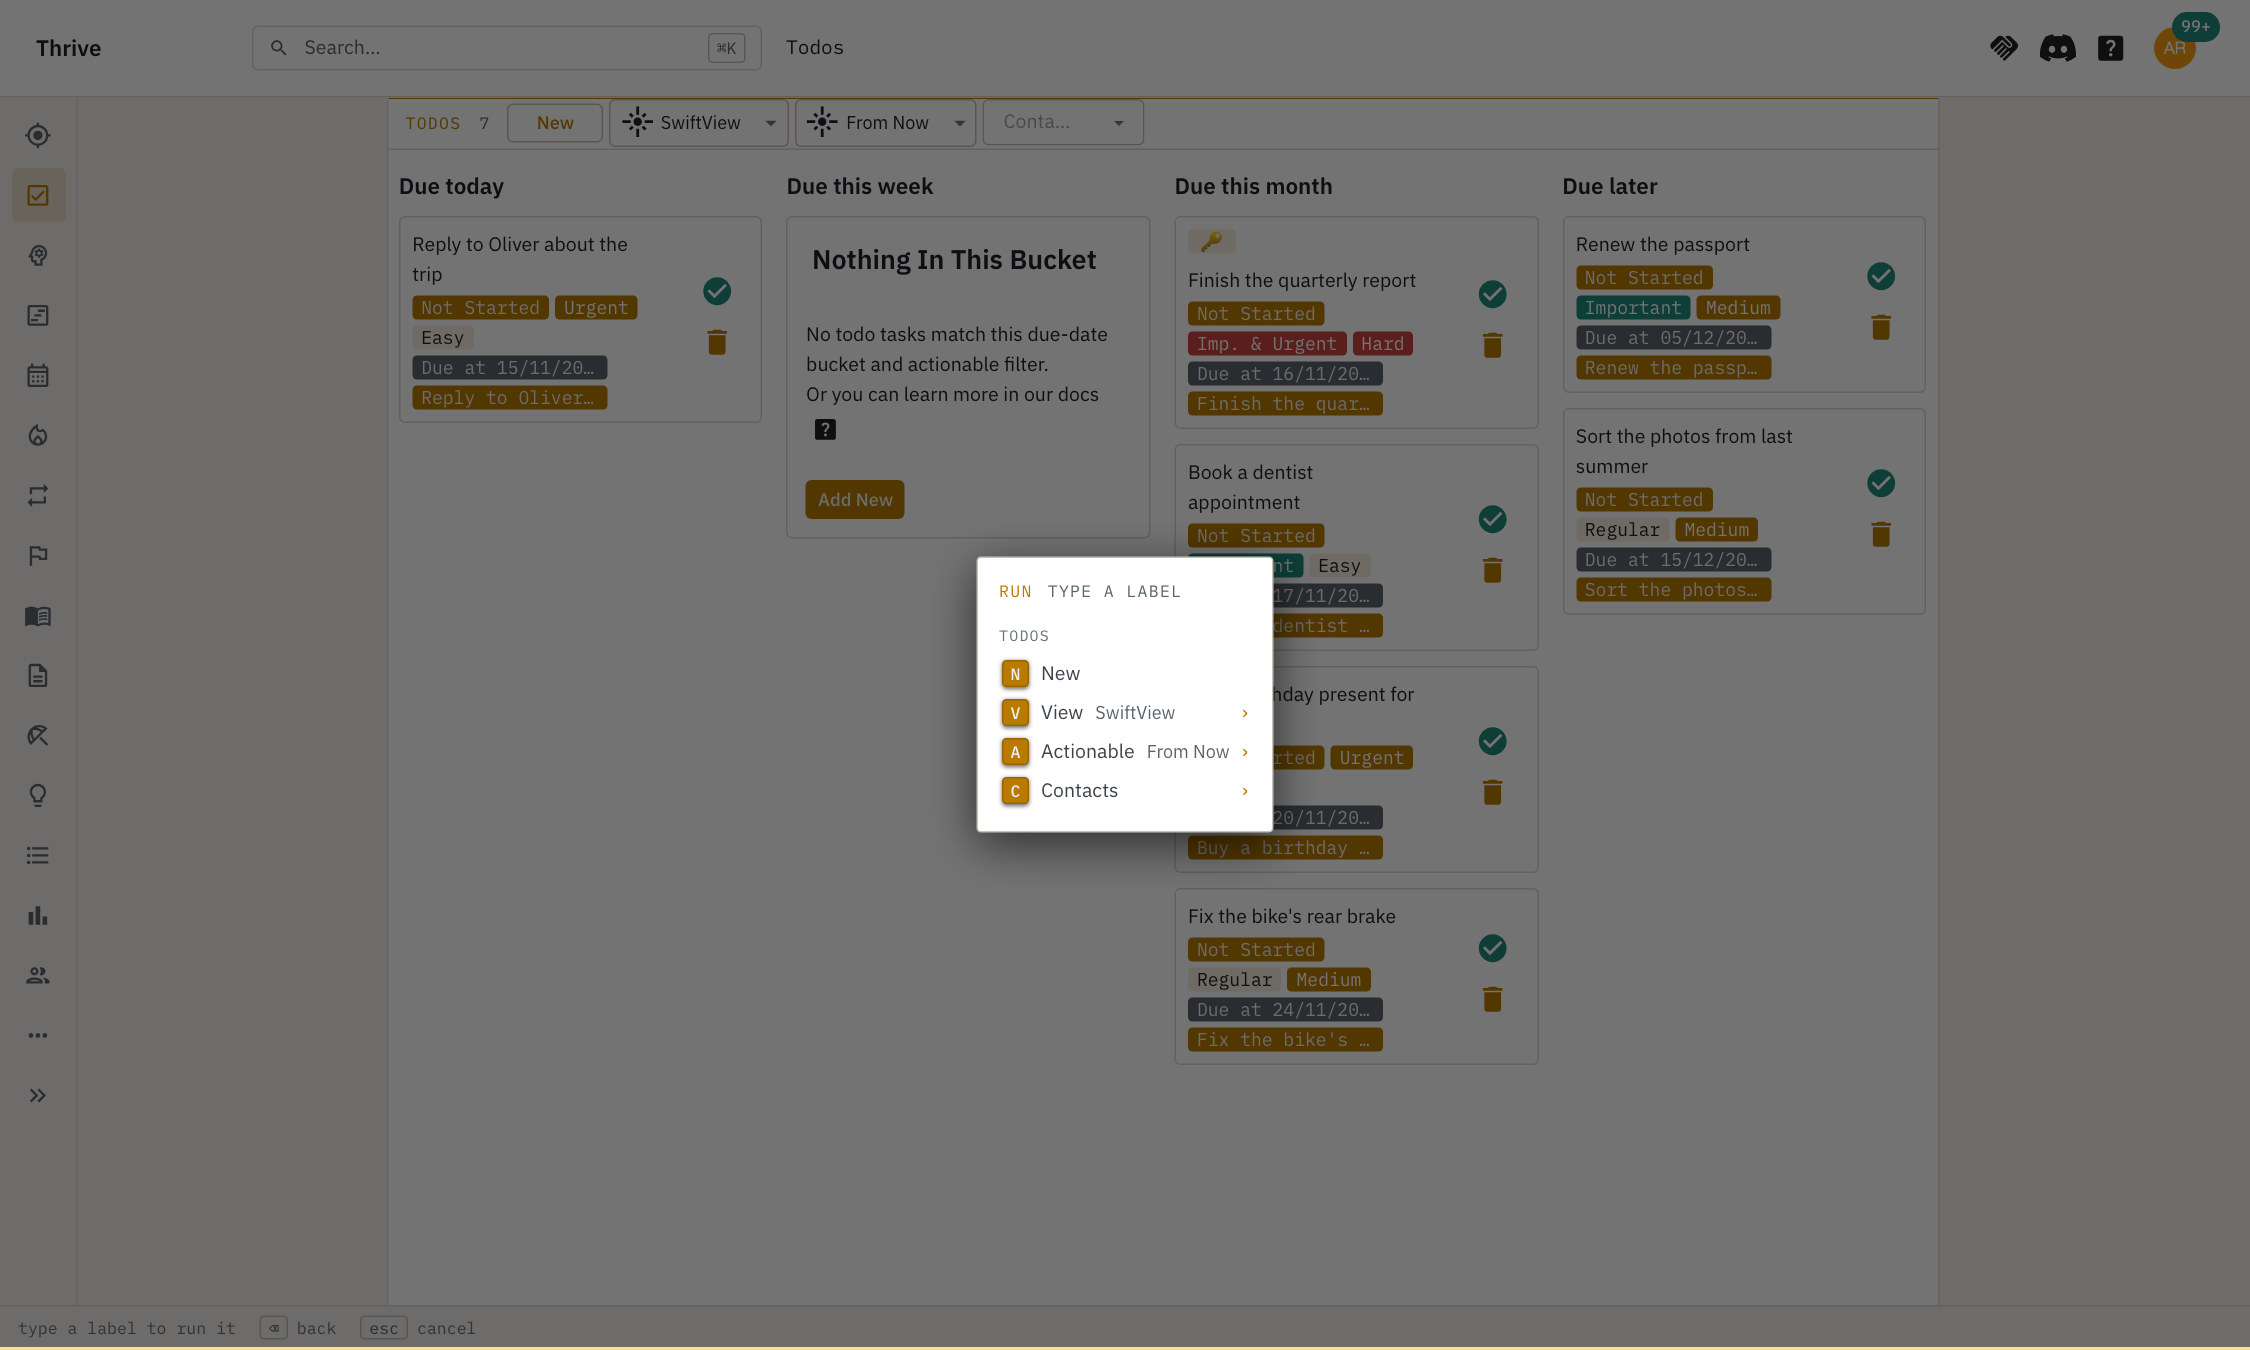 Thrive
Search...
⌘K
Todos
99+
AR
TODOS 7
New
SwiftView
From Now
Conta...
Due today
Reply to Oliver about the
trip
Not Started
Urgent
Easy
Due at 15/11/20…
Reply to Oliver…
Due this week
Nothing In This Bucket
No todo tasks match this due-date
bucket and actionable filter.
Or you can learn more in our docs
?
Add New
Due this month
Finish the quarterly report
Not Started
Imp. & Urgent
Hard
Due at 16/11/20…
Finish the quar…
Book a dentist
appointment
Not Started
nt
Easy
17/11/20…
dentist …
hday present for
rted
Urgent
20/11/20…
Buy a birthday …
Fix the bike's rear brake
Not Started
Regular
Medium
Due at 24/11/20…
Fix the bike's …
Due later
Renew the passport
Not Started
Important
Medium
Due at 05/12/20…
Renew the passp…
Sort the photos from last
summer
Not Started
Regular
Medium
Due at 15/12/20…
Sort the photos…
RUN TYPE A LABEL
TODOS
N New
V View SwiftView ›
A Actionable From Now ›
C Contacts ›
type a label to run it ⌫ back esc cancel